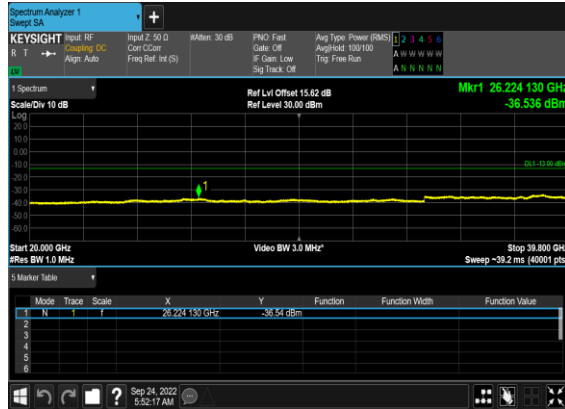 Spectrum Analyzer 1
Swept SA
+
KEYSIGHT Input: RF Input Z: 50 Ω #Atten: 30 dB PNO: Fast Avg Type: Power (RMS) 1 2 3 4 5 6
R T Coupling: DC Corr CCorr Gate: Off Avg|Hold: 100/100 A W W W W W
Align: Auto Freq Ref: Int (S) IF Gain: Low Trig: Free Run
Sig Track: Off A N N N N N
1 Spectrum Ref Lvl Offset 15.62 dB Mkr1 26.224 130 GHz
Scale/Div 10 dB Ref Level 30.00 dBm -36.536 dBm
Log
20.0
10.0
0.00
-10.0
DL1 -13.00 dBm
-20.0
1
-30.0
-40.0
-50.0
-60.0
Start 20.000 GHz Video BW 3.0 MHz* Stop 39.800 GHz
#Res BW 1.0 MHz Sweep ~39.2 ms (40001 pts)
5 Marker Table
Mode Trace Scale X Y Function Function Width Function Value
1 N 1 f 26.224 130 GHz -36.54 dBm
2
3
4
5
6
? Sep 24, 2022
5:52:17 AM